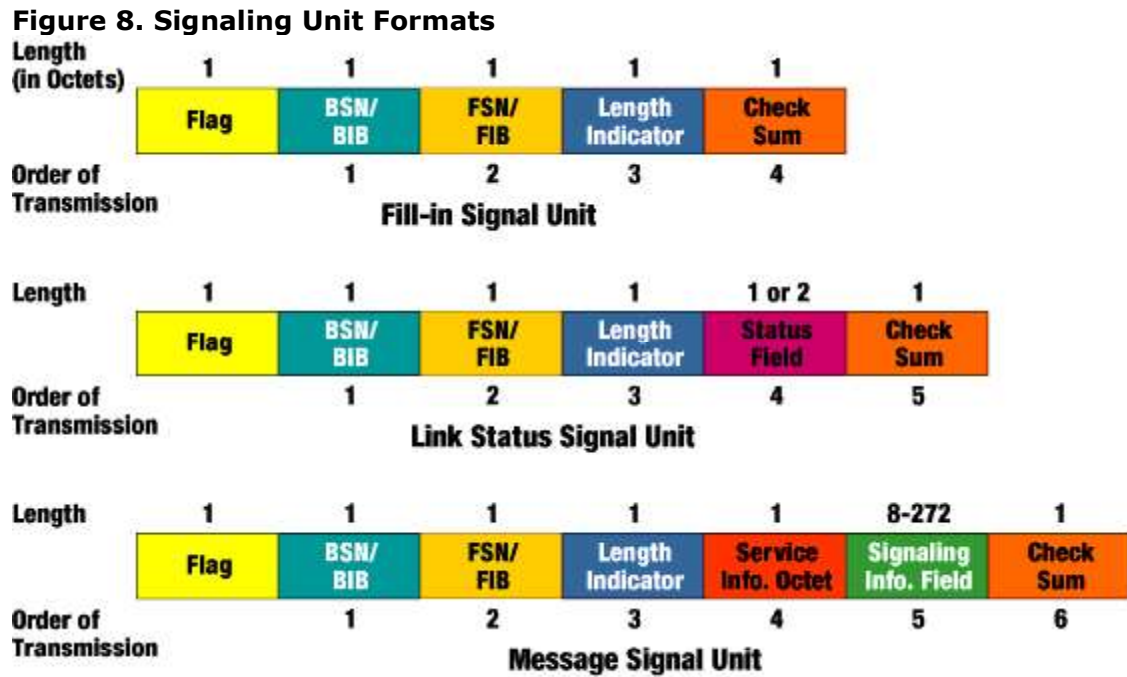 Figure 8. Signaling Unit Formats
Length
(in Octets)
1 1 1 1 1
Flag
BSN/
BIB
FSN/
FIB
Length
Indicator
Check
Sum
Order of
Transmission
1 2 3 4
Fill-in Signal Unit
Length 1 1 1 1 1 or 2 1
Flag
BSN/
BIB
FSN/
FIB
Length
Indicator
Status
Field
Check
Sum
Order of
Transmission
1 2 3 4 5
Link Status Signal Unit
Length 1 1 1 1 1 8-272 1
Flag
BSN/
BIB
FSN/
FIB
Length
Indicator
Service
Info. Octet
Signaling
Info. Field
Check
Sum
Order of
Transmission
1 2 3 4 5 6
Message Signal Unit